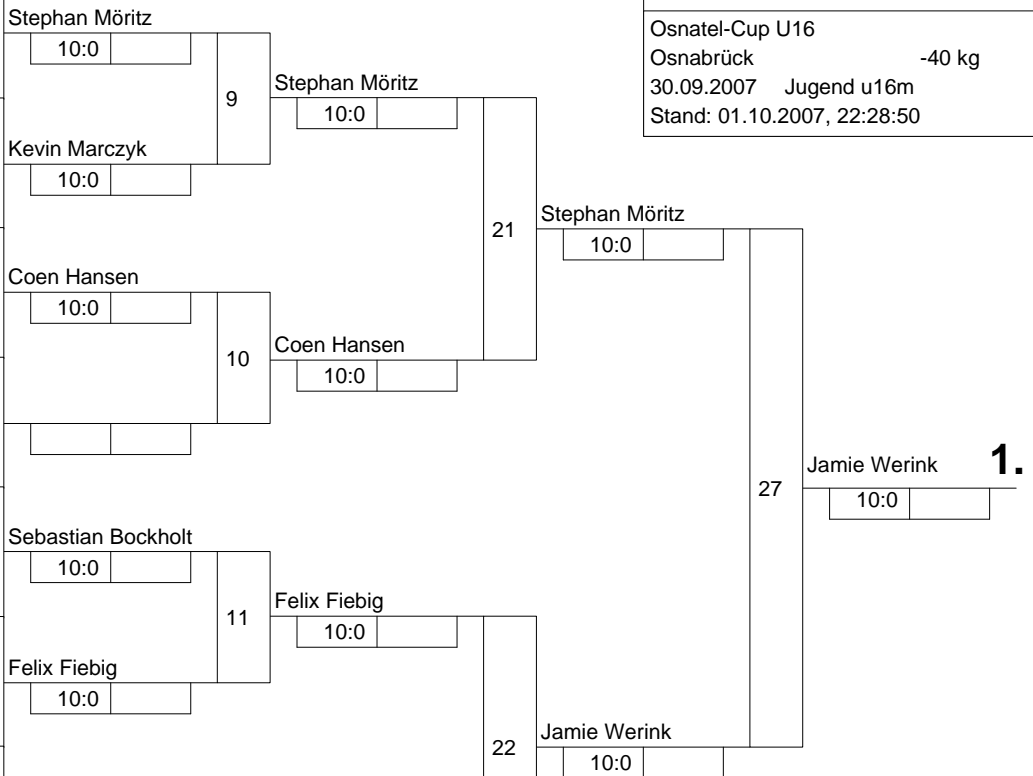 Stephan Möritz
10:0
9
Kevin Marczyk
10:0
Coen Hansen
10:0
10
Sebastian Bockholt
10:0
11
Felix Fiebig
10:0
Stephan Möritz
10:0
21
Coen Hansen
10:0
Felix Fiebig
10:0
22
Stephan Möritz
10:0
27
Jamie Werink
10:0
Jamie Werink 1.
10:0
Osnatel-Cup U16
Osnabrück -40 kg
30.09.2007 Jugend u16m
Stand: 01.10.2007, 22:28:50